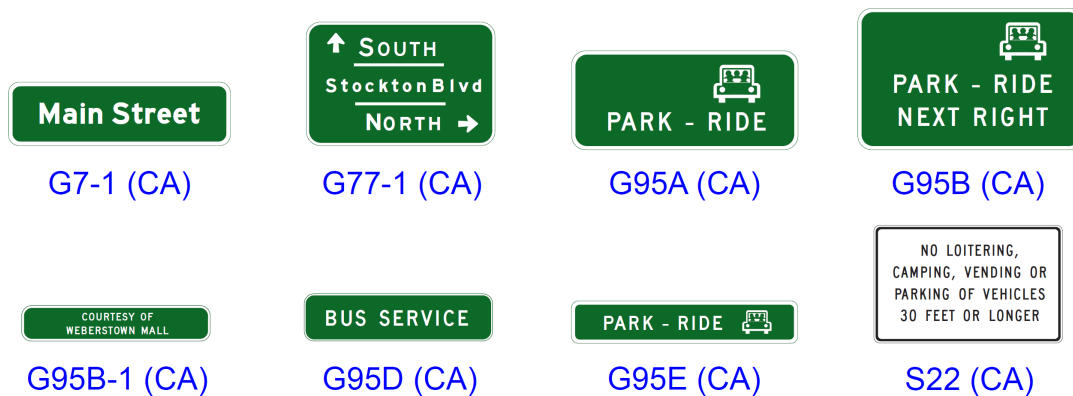 Main Street
G7-1 (CA)
SOUTH
Stockton Blvd
NORTH
G77-1 (CA)
PARK - RIDE
G95A (CA)
PARK - RIDE
NEXT RIGHT
G95B (CA)
COURTESY OF
WEBERSTOWN MALL
G95B-1 (CA)
BUS SERVICE
G95D (CA)
PARK - RIDE
G95E (CA)
NO LOITERING,
CAMPING, VENDING OR
PARKING OF VEHICLES
30 FEET OR LONGER
S22 (CA)